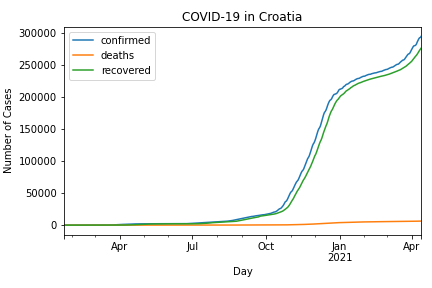 COVID-19 in Croatia
confirmed
deaths
recovered
Number of Cases
300000
250000
200000
150000
100000
50000
0
Apr Jul Oct Jan Apr
2021
Day